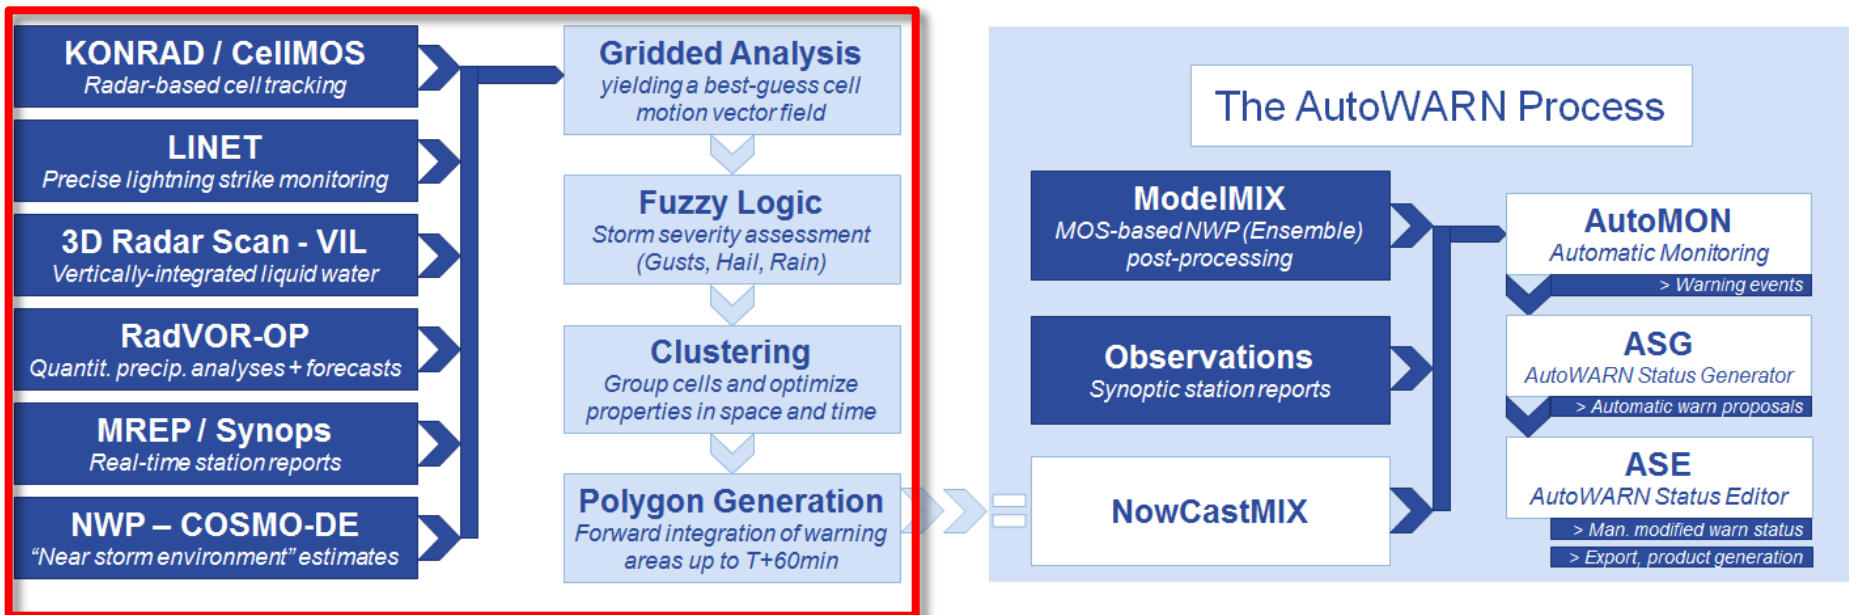 KONRAD / CellMOS
Radar-based cell tracking
LINET
Precise lightning strike monitoring
3D Radar Scan - VIL
Vertically-integrated liquid water
RadVOR-OP
Quantit. precip. analyses + forecasts
MREP / Synops
Real-time station reports
NWP – COSMO-DE
“Near storm environment” estimates
Gridded Analysis
yielding a best-guess cell
motion vector field
Fuzzy Logic
Storm severity assessment
(Gusts, Hail, Rain)
Clustering
Group cells and optimize
properties in space and time
Polygon Generation
Forward integration of warning
areas up to T+60min
The AutoWARN Process
ModelMIX
MOS-based NWP (Ensemble)
post-processing
Observations
Synoptic station reports
NowCastMIX
AutoMON
Automatic Monitoring
> Warning events
ASG
AutoWARN Status Generator
> Automatic warn proposals
ASE
AutoWARN Status Editor
> Man. modified warn status
> Export, product generation